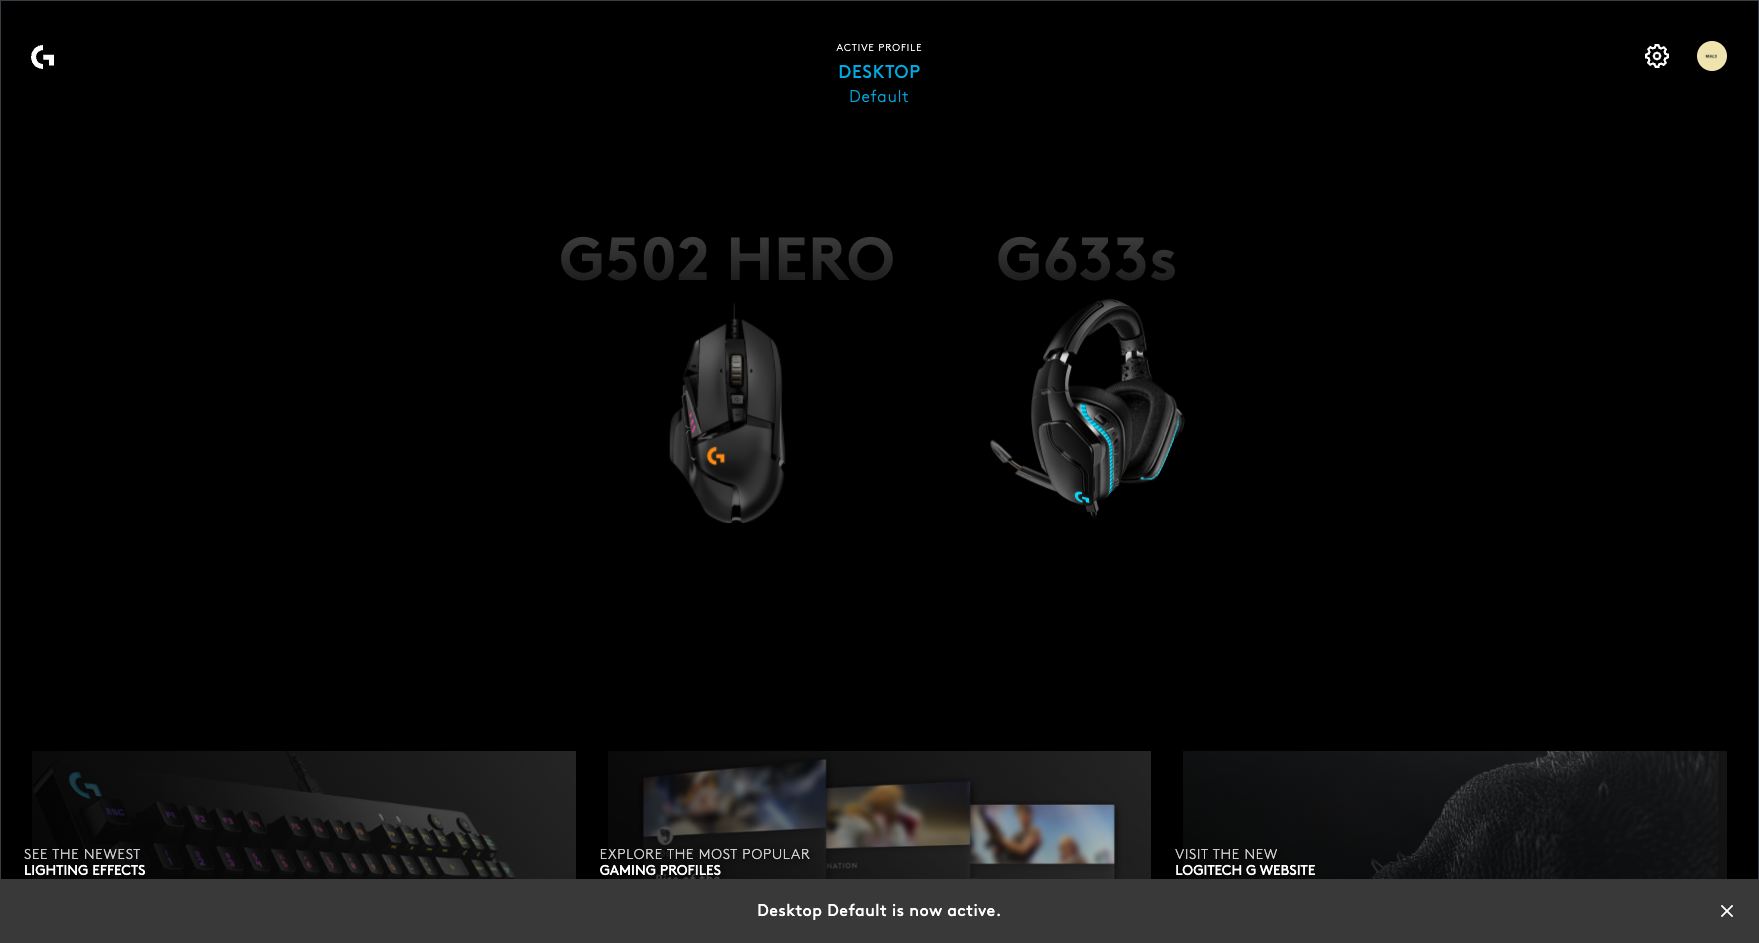 ACTIVE PROFILE
DESKTOP
Default
G502 HERO
G633s
ESC
SEE THE NEWEST
LIGHTING EFFECTS
EXPLORE THE MOST POPULAR
GAMING PROFILES
VISIT THE NEW
LOGITECH G WEBSITE
Desktop Default is now active.